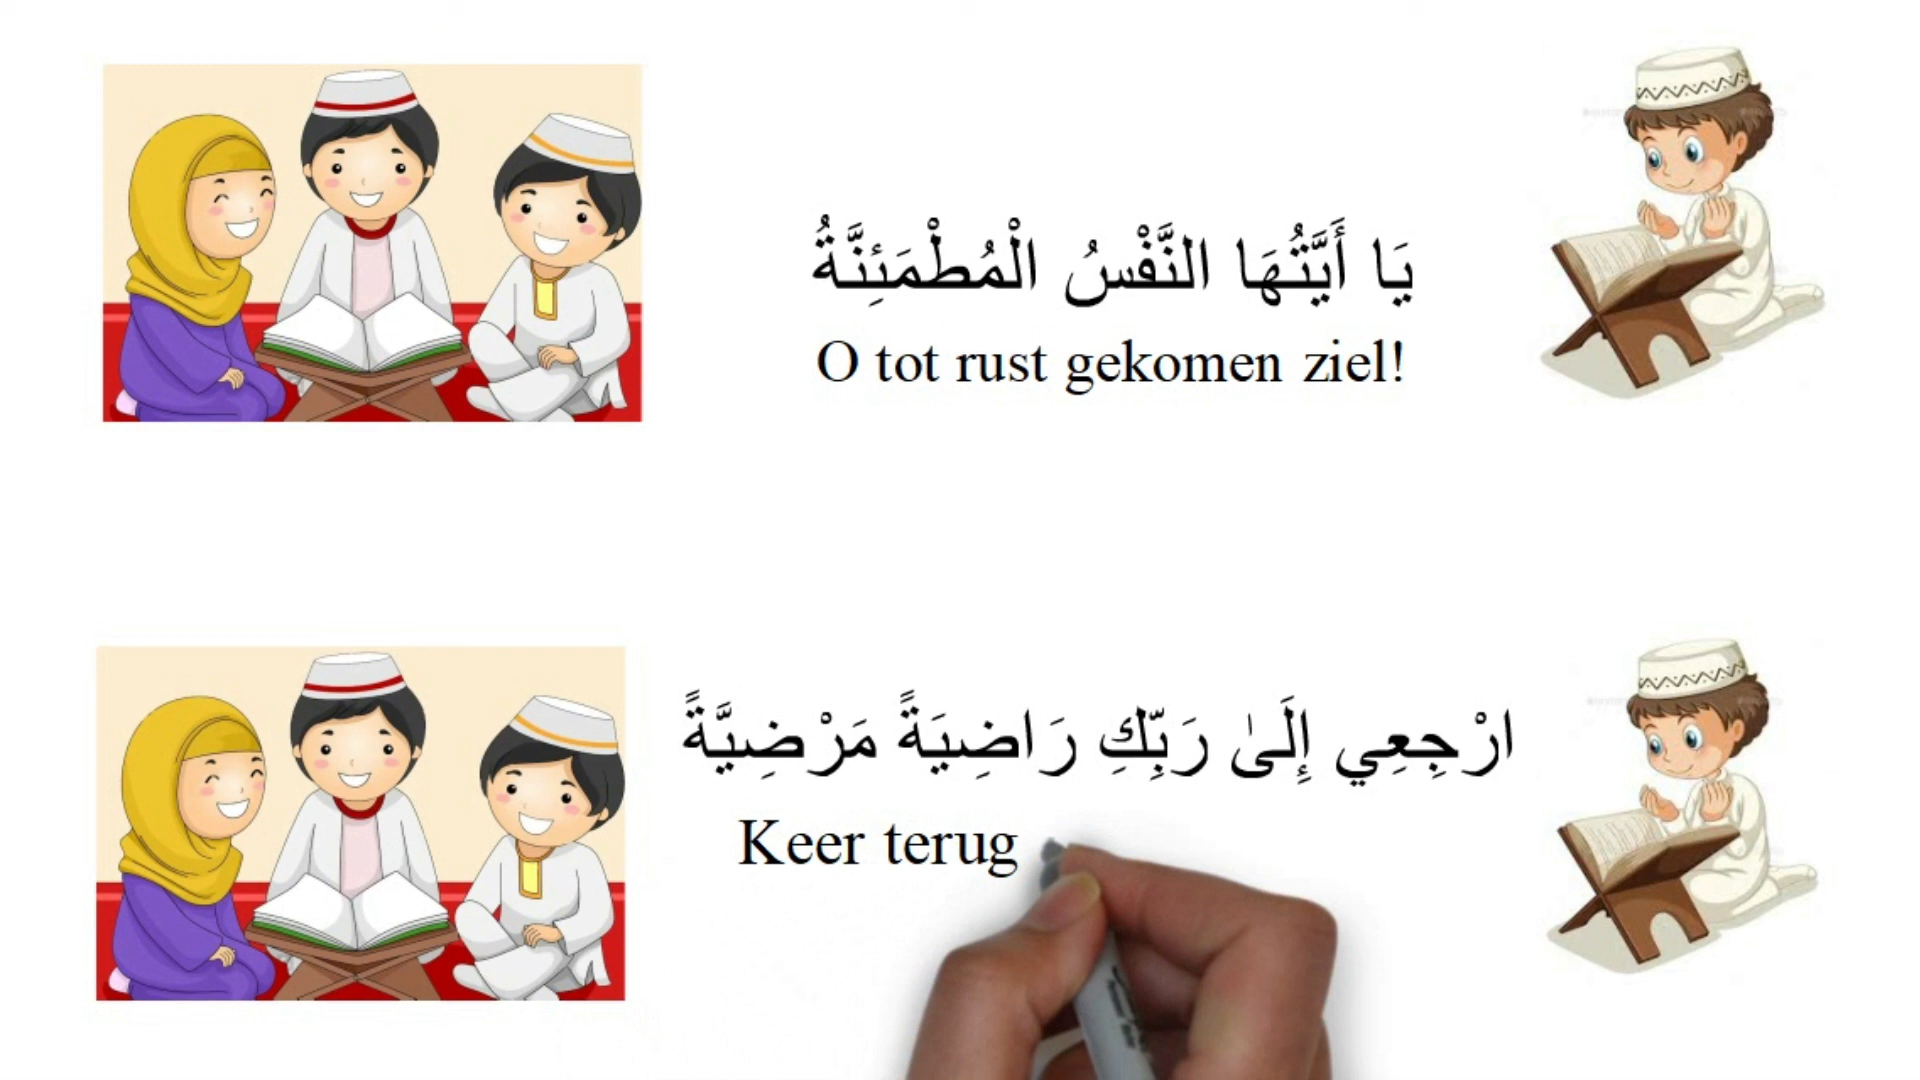 يَا أَيَّتُهَا النَّفْسُ الْمُطْمَئِنَّةُ
O tot rust gekomen ziel!
ارْجِعِي إِلَىٰ رَبِّكِ رَاضِيَةً مَرْضِيَّةً
Keer terug